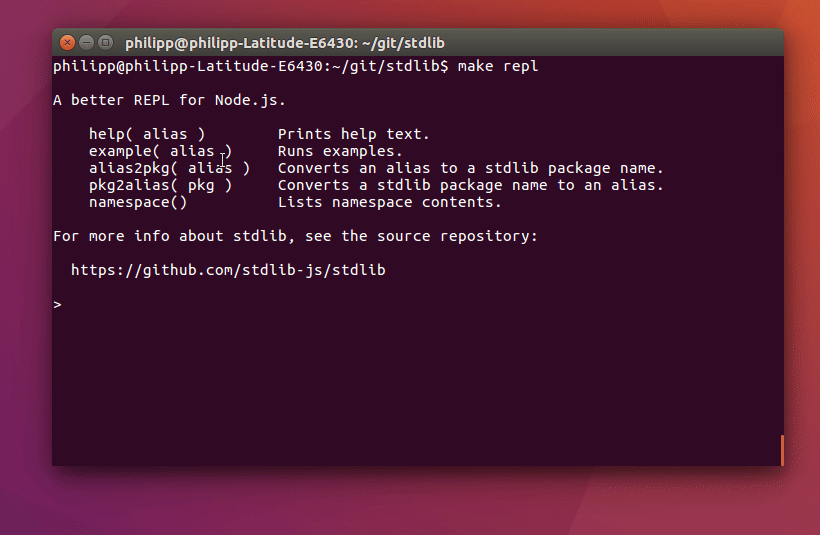 philipp@philipp-Latitude-E6430: ~/git/stdlib
philipp@philipp-Latitude-E6430:~/git/stdlib$ make repl
A better REPL for Node.js.
help( alias ) Prints help text.
example( alias ) Runs examples.
alias2pkg( alias ) Converts an alias to a stdlib package name.
pkg2alias( pkg ) Converts a stdlib package name to an alias.
namespace() Lists namespace contents.
For more info about stdlib, see the source repository:
https://github.com/stdlib-js/stdlib
>